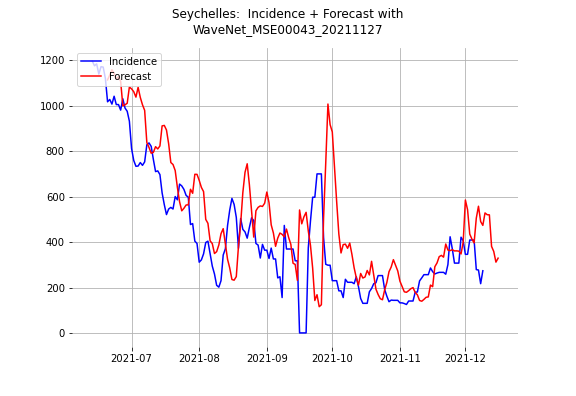 Seychelles:  Incidence + Forecast with
WaveNet_MSE00043_20211127
Incidence
Forecast
1200
1000
800
600
400
200
0
2021-07 2021-08 2021-09 2021-10 2021-11 2021-12